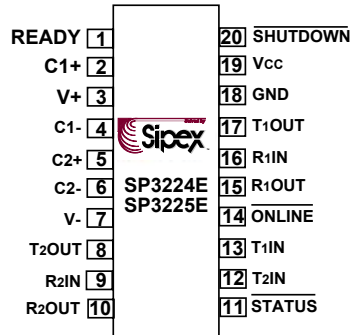 READY 1
C1+ 2
V+ 3
C1- 4
C2+ 5
C2- 6
V- 7
T2OUT 8
R2IN 9
R2OUT 10
Sipex
SP3224E
SP3225E
20 SHUTDOWN
19 VCC
18 GND
17 T1OUT
16 R1IN
15 R1OUT
14 ONLINE
13 T1IN
12 T2IN
11 STATUS